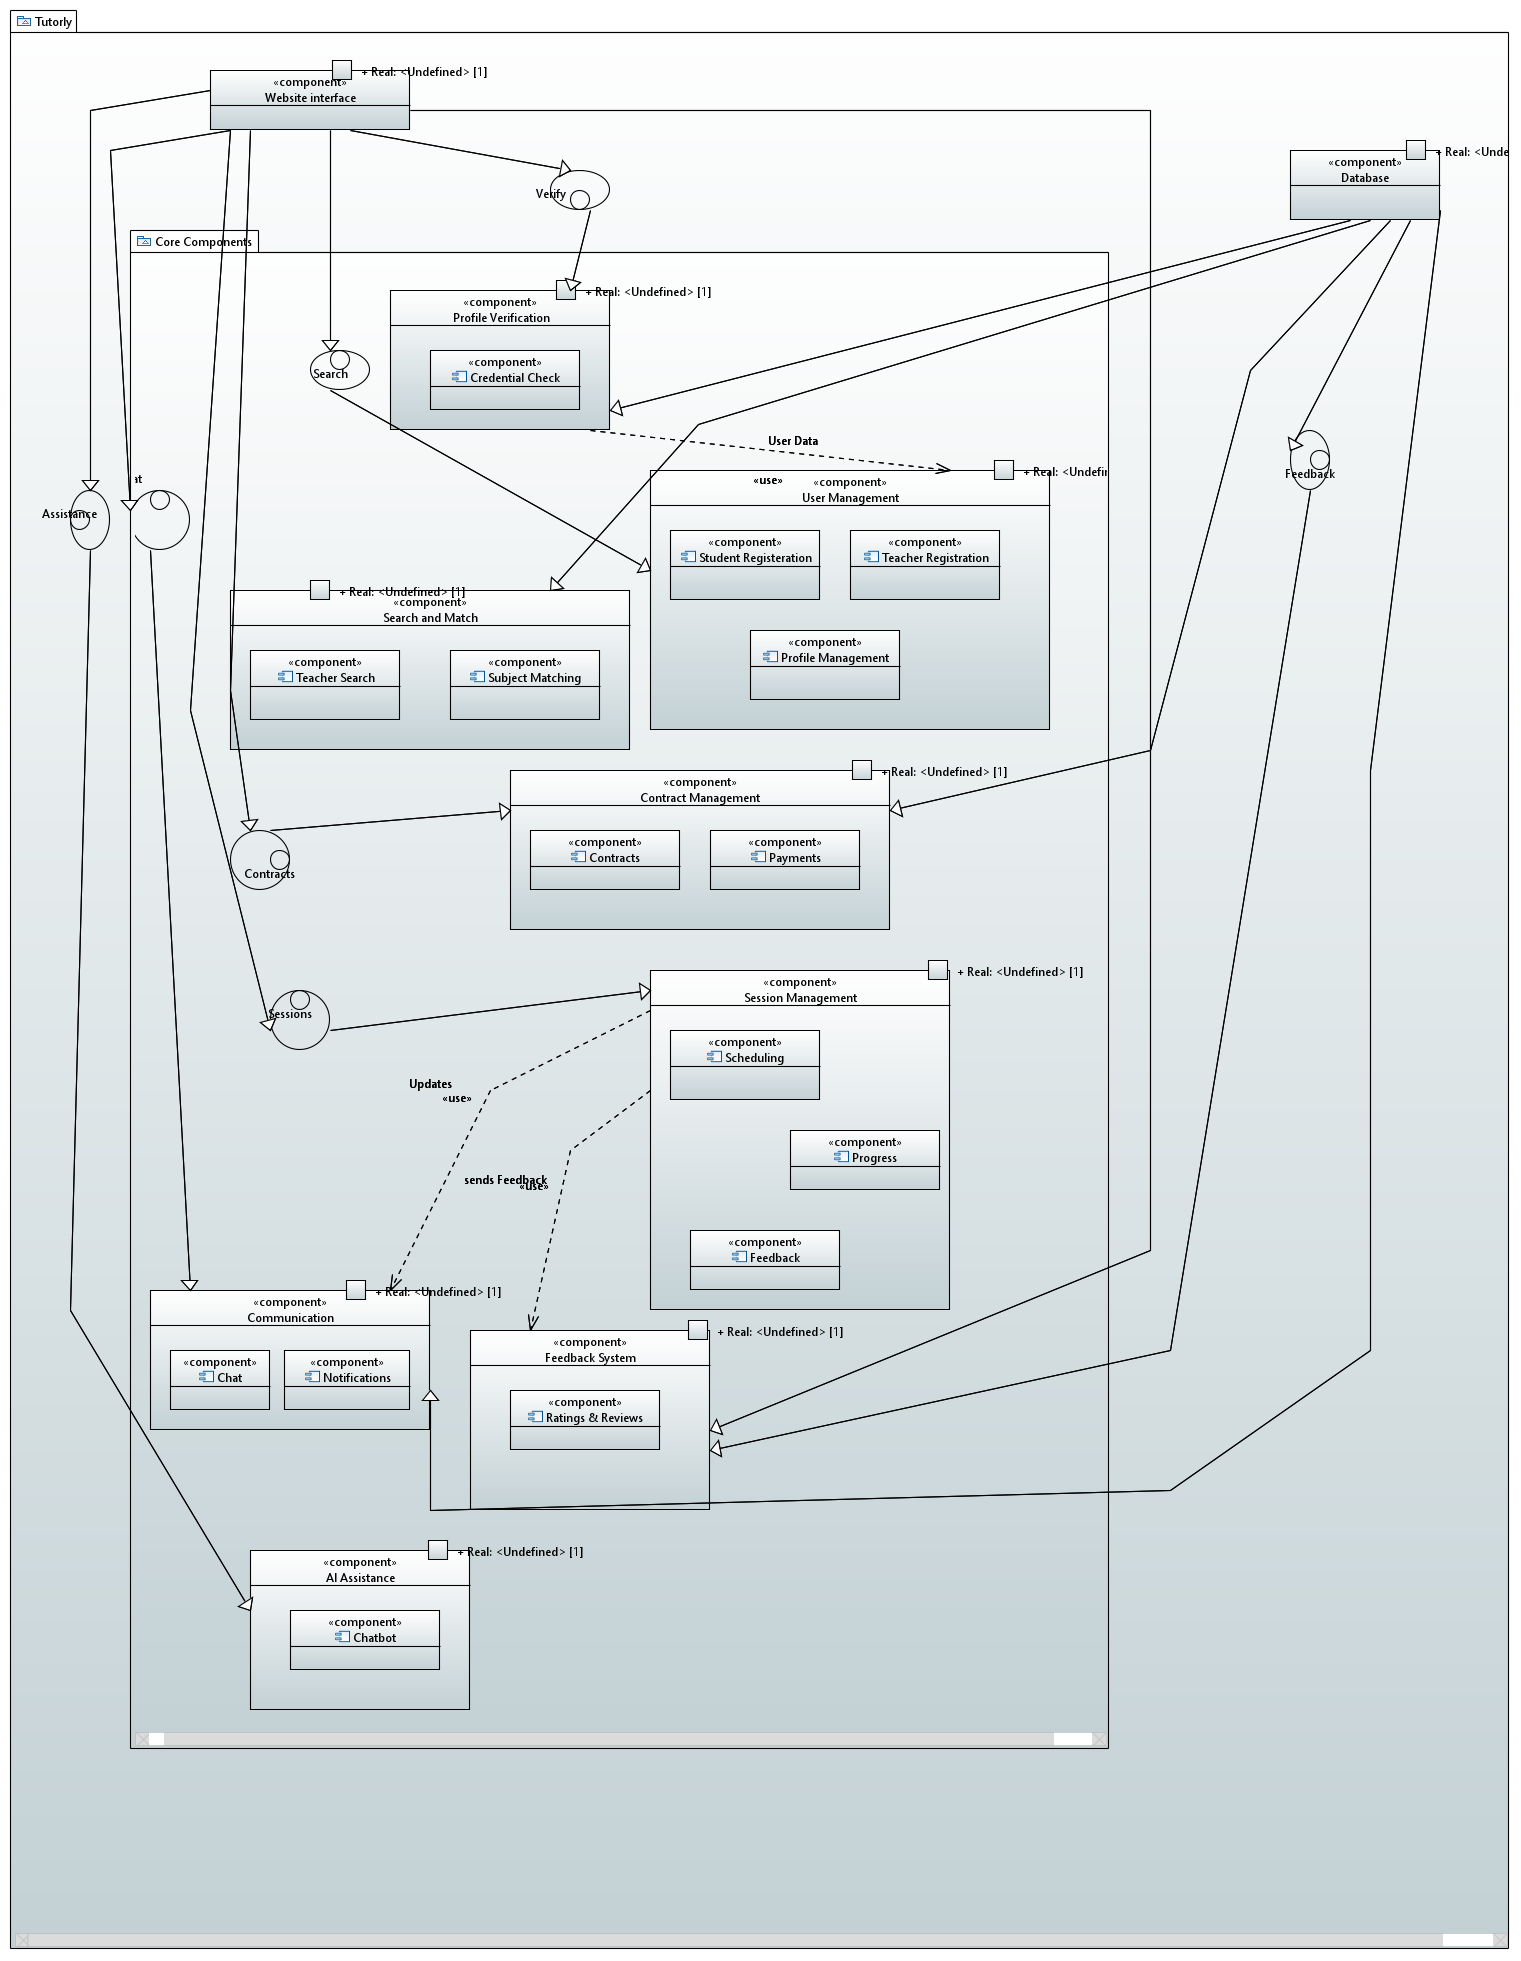 Tutorly
+ Real: <Undefined> [1]
«component»
Website interface
+ Real: <Unde
«component»
Database
Verify
Core Components
+ Real: <Undefined> [1]
«component»
Profile Verification
«component»
Credential Check
Search
User Data
+ Real: <Undefin
«use»
«component»
User Management
at
Feedback
Assistance
«component»
Student Registeration
«component»
Teacher Registration
+ Real: <Undefined> [1]
«component»
Search and Match
«component»
Profile Management
«component»
Teacher Search
«component»
Subject Matching
+ Real: <Undefined> [1]
«component»
Contract Management
«component»
Contracts
«component»
Payments
Contracts
+ Real: <Undefined> [1]
«component»
Session Management
Sessions
«component»
Scheduling
Updates
«use»
«component»
Progress
sends Feedback
«use»
«component»
Feedback
+ Real: <Undefined> [1]
«component»
Communication
+ Real: <Undefined> [1]
«component»
Feedback System
«component»
Chat
«component»
Notifications
«component»
Ratings & Reviews
+ Real: <Undefined> [1]
«component»
AI Assistance
«component»
Chatbot